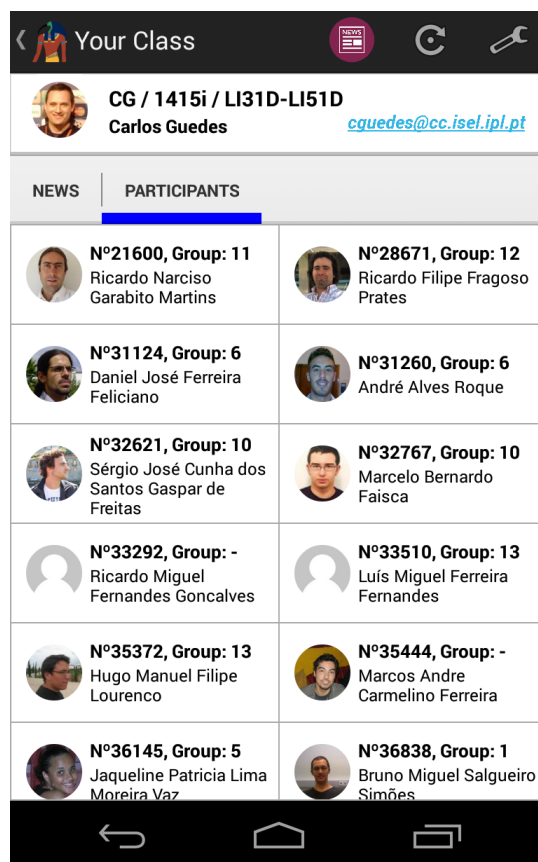 Your Class
NEWS
CG / 1415i / LI31D-LI51D
Carlos Guedes
cguedes@cc.isel.ipl.pt
NEWS
PARTICIPANTS
Nº21600, Group: 11
Ricardo Narciso
Garabito Martins
Nº28671, Group: 12
Ricardo Filipe Fragoso
Prates
Nº31124, Group: 6
Daniel José Ferreira
Feliciano
Nº31260, Group: 6
André Alves Roque
Nº32621, Group: 10
Sérgio José Cunha dos
Santos Gaspar de
Freitas
Nº32767, Group: 10
Marcelo Bernardo
Faisca
Nº33292, Group: -
Ricardo Miguel
Fernandes Goncalves
Nº33510, Group: 13
Luís Miguel Ferreira
Fernandes
Nº35372, Group: 13
Hugo Manuel Filipe
Lourenco
Nº35444, Group: -
Marcos Andre
Carmelino Ferreira
Nº36145, Group: 5
Jaqueline Patricia Lima
Moreira Vaz
Nº36838, Group: 1
Bruno Miguel Salgueiro
Simões